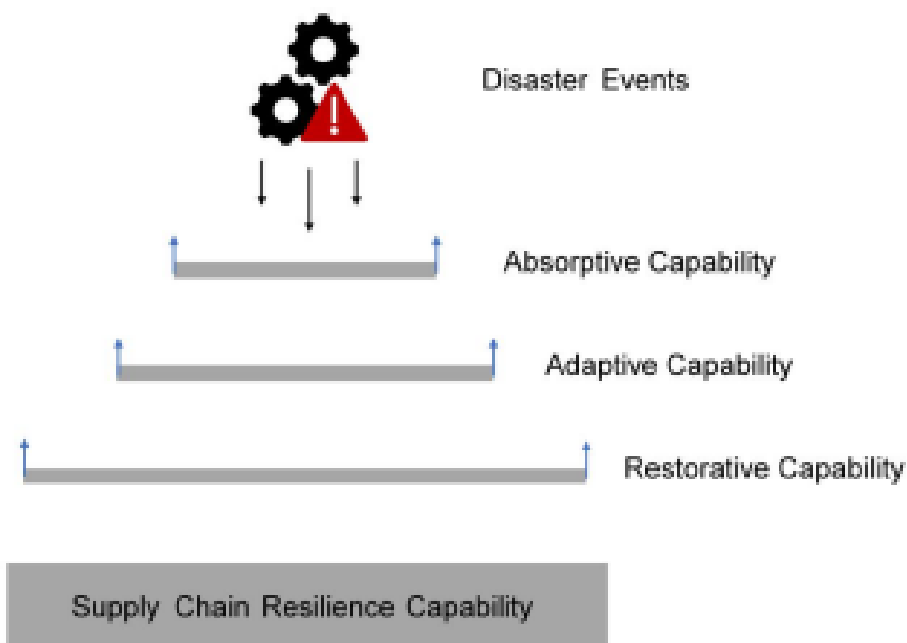 Disaster Events
Absorptive Capability
Adaptive Capability
Restorative Capability
Supply Chain Resilience Capability